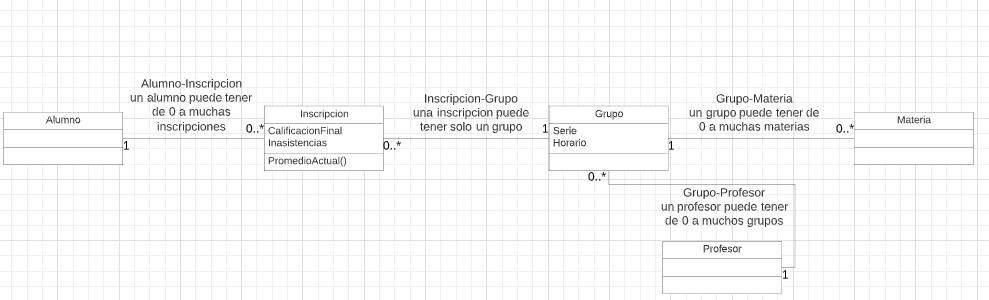 Alumno-Inscripcion
un alumno puede tener
de 0 a muchas
inscripciones
Inscripcion-Grupo
una inscripcion puede
tener solo un grupo
Grupo-Materia
un grupo puede tener de
0 a muchas materias
Alumno
1
0..*
Inscripcion
CalificacionFinal
Inasistencias
PromedioActual()
0..*
1
Grupo
Serie
Horario
1
0..*
Materia
0..*
Grupo-Profesor
un profesor puede tener
de 0 a muchos grupos
Profesor
1